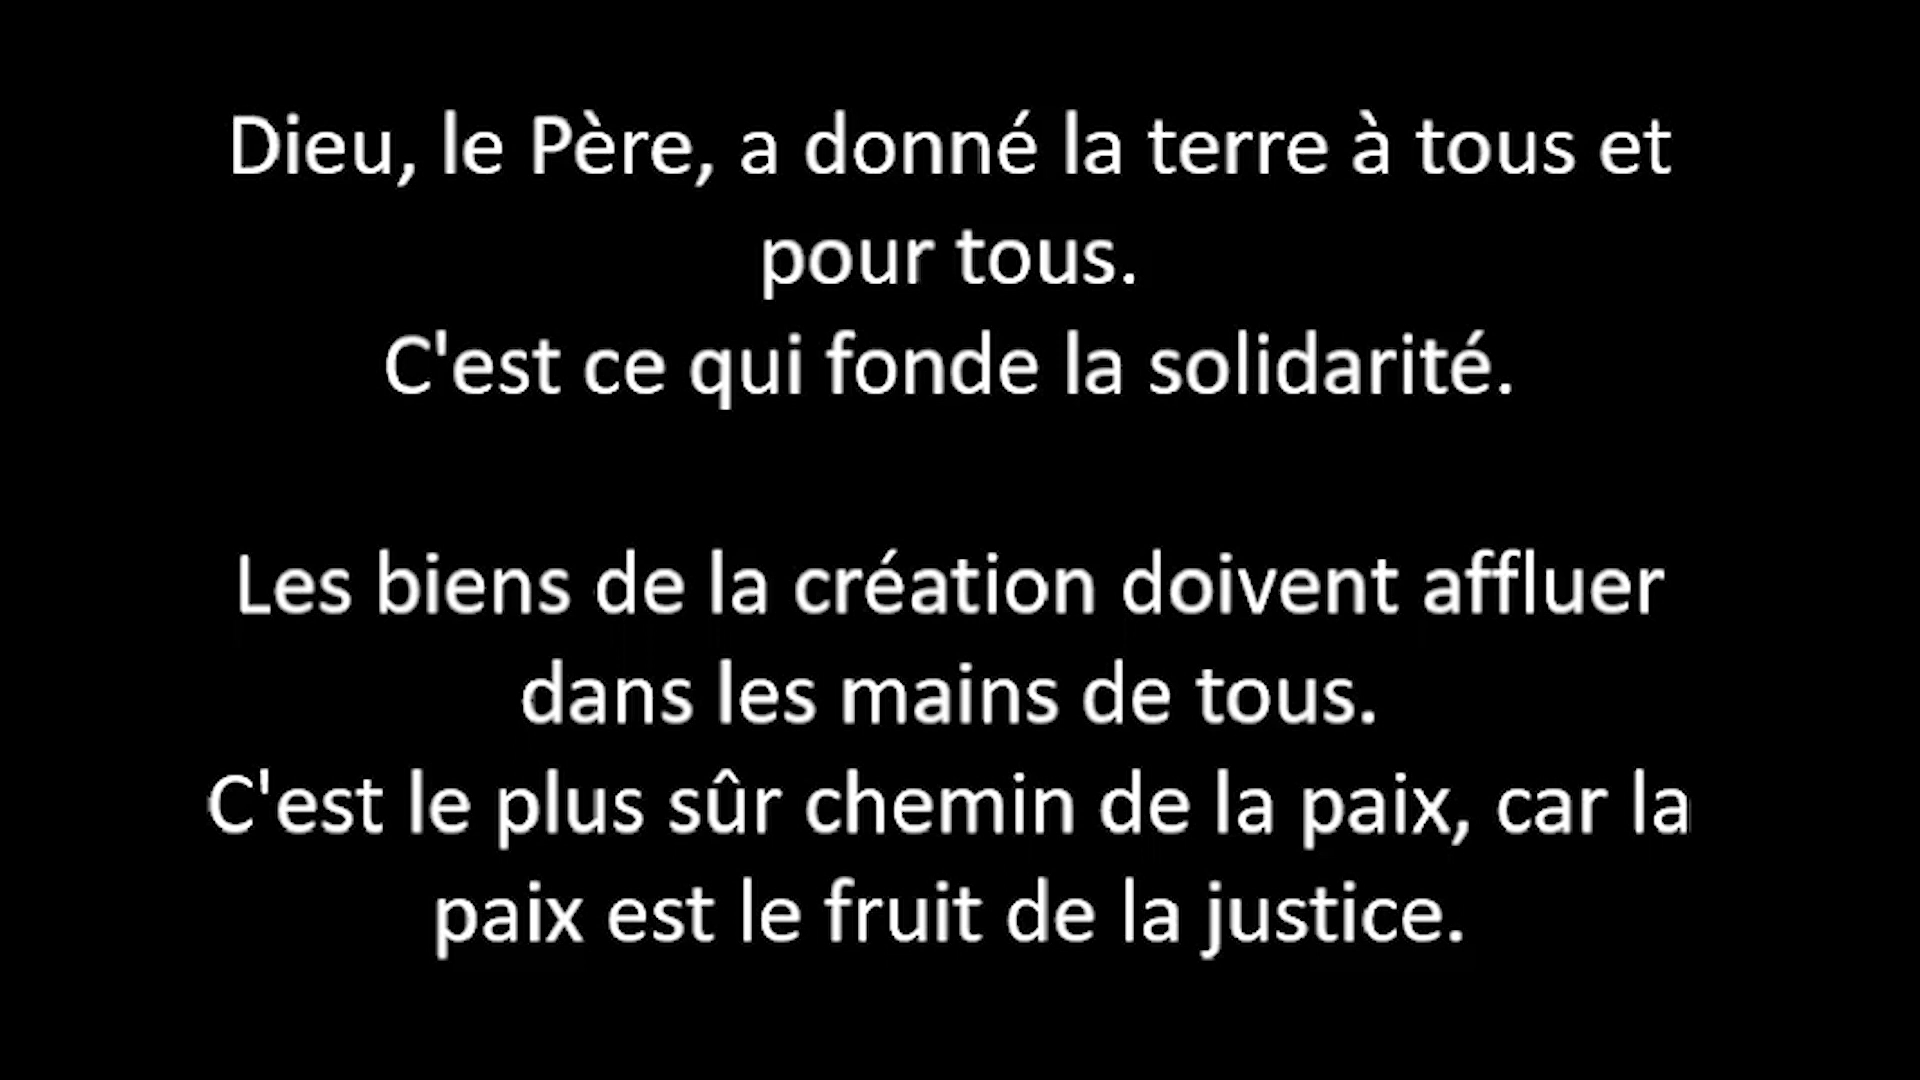 Dieu, le Père, a donné la terre à tous et
pour tous.
C'est ce qui fonde la solidarité.
Les biens de la création doivent affluer
dans les mains de tous.
C'est le plus sûr chemin de la paix, car la
paix est le fruit de la justice.